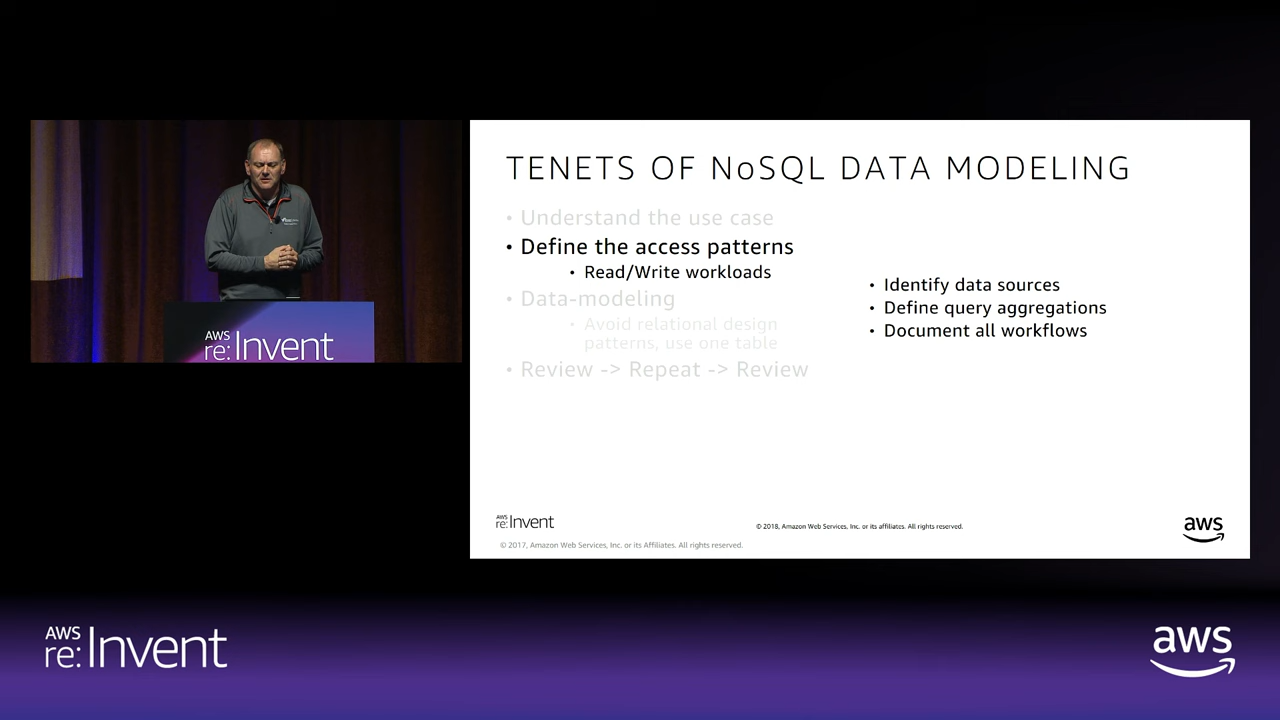 AWS
re:Invent
TENETS OF NoSQL DATA MODELING
• Understand the use case
• Define the access patterns
• Read/Write workloads
• Data-modeling
• Avoid relational design
patterns, use one table
• Review -> Repeat -> Review
• Identify data sources
• Define query aggregations
• Document all workflows
AWS
re:Invent
© 2018, Amazon Web Services, Inc. or its affiliates. All rights reserved.
aws
© 2017, Amazon Web Services, Inc. or its Affiliates. All rights reserved.
AWS
re:Invent
aws